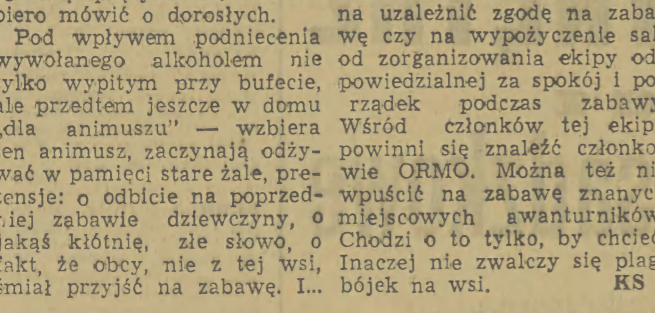 piero mówić o dorosłych.
Pod wpływem podniecenia
wywołanego alkoholem nie
tylko wypitym przy bufecie,
ale przedtem jeszcze w domu
„dla animuszu” — wzbiera
ten animusz, zaczynają odży-
wać w pamięci stare żale, pre-
tensje: o odbicie na poprzed-
niej zabawie dziewczyny, o
jakąś kłótnię, złe słowo, o
fakt, że obcy, nie z tej wsi,
śmiał przyjść na zabawę. I...
na uzależnić zgodę na zaba
wę czy na wypożyczenie sal
od zorganizowania ekipy od
powiedzialnej za spokój i po
rządek podczas zabawy
Wśród członków tej ekip
powinni się znaleźć członko
wie ORMO. Można też ni
wpuścić na zabawę znanyc
miejscowych awanturników
Chodzi o to tylko, by chcieć
Inaczej nie zwalczy się plag
bójek na wsi. KS